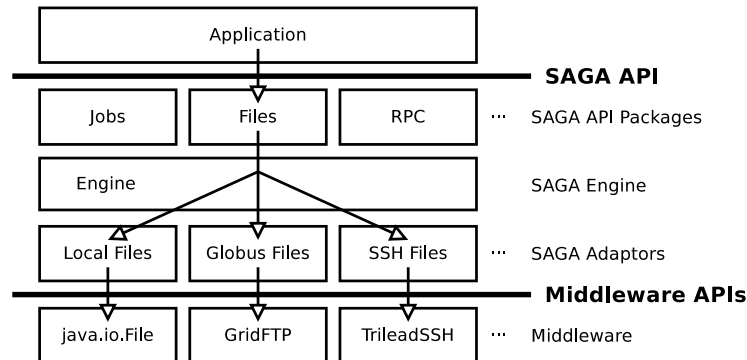 Application
SAGA API
Jobs Files RPC ... SAGA API Packages
Engine SAGA Engine
Local Files Globus Files SSH Files ... SAGA Adaptors
Middleware APIs
java.io.File GridFTP TrileadSSH ... Middleware